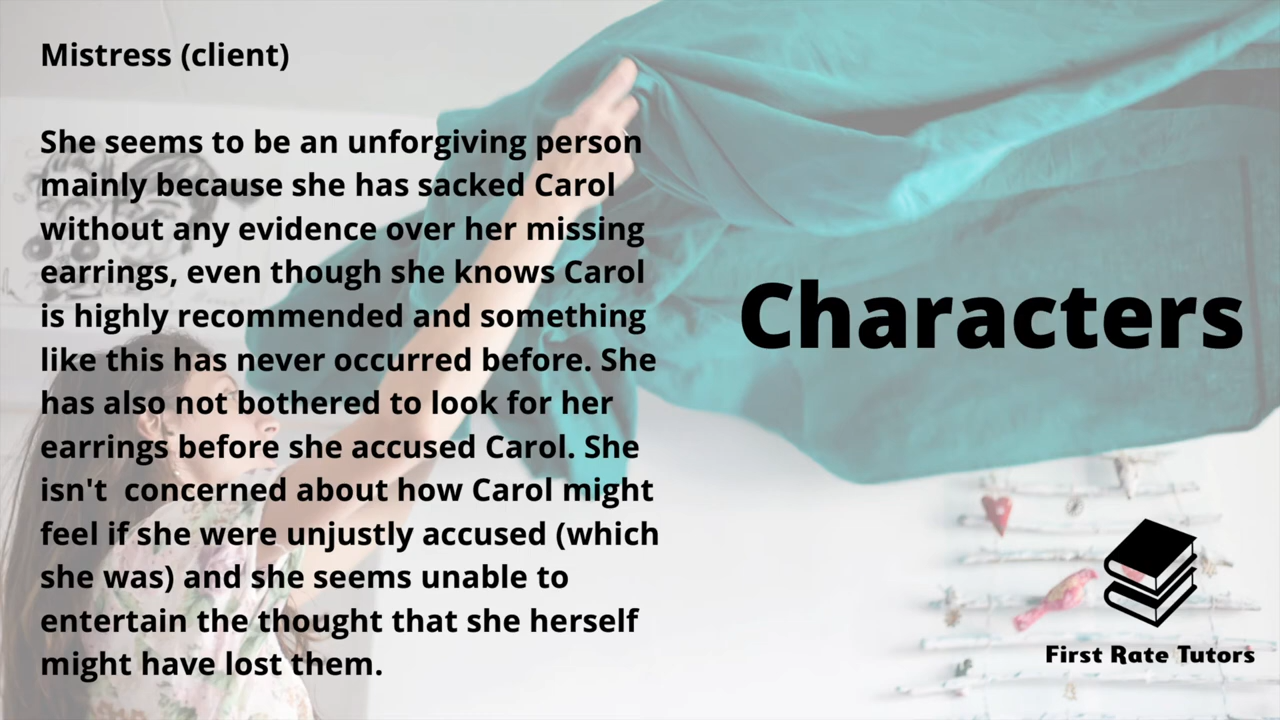 Mistress (client)
She seems to be an unforgiving person
mainly because she has sacked Carol
without any evidence over her missing
earrings, even though she knows Carol
is highly recommended and something
like this has never occurred before. She
has also not bothered to look for her
earrings before she accused Carol. She
isn't  concerned about how Carol might
feel if she were unjustly accused (which
she was) and she seems unable to
entertain the thought that she herself
might have lost them.
Characters
First Rate Tutors